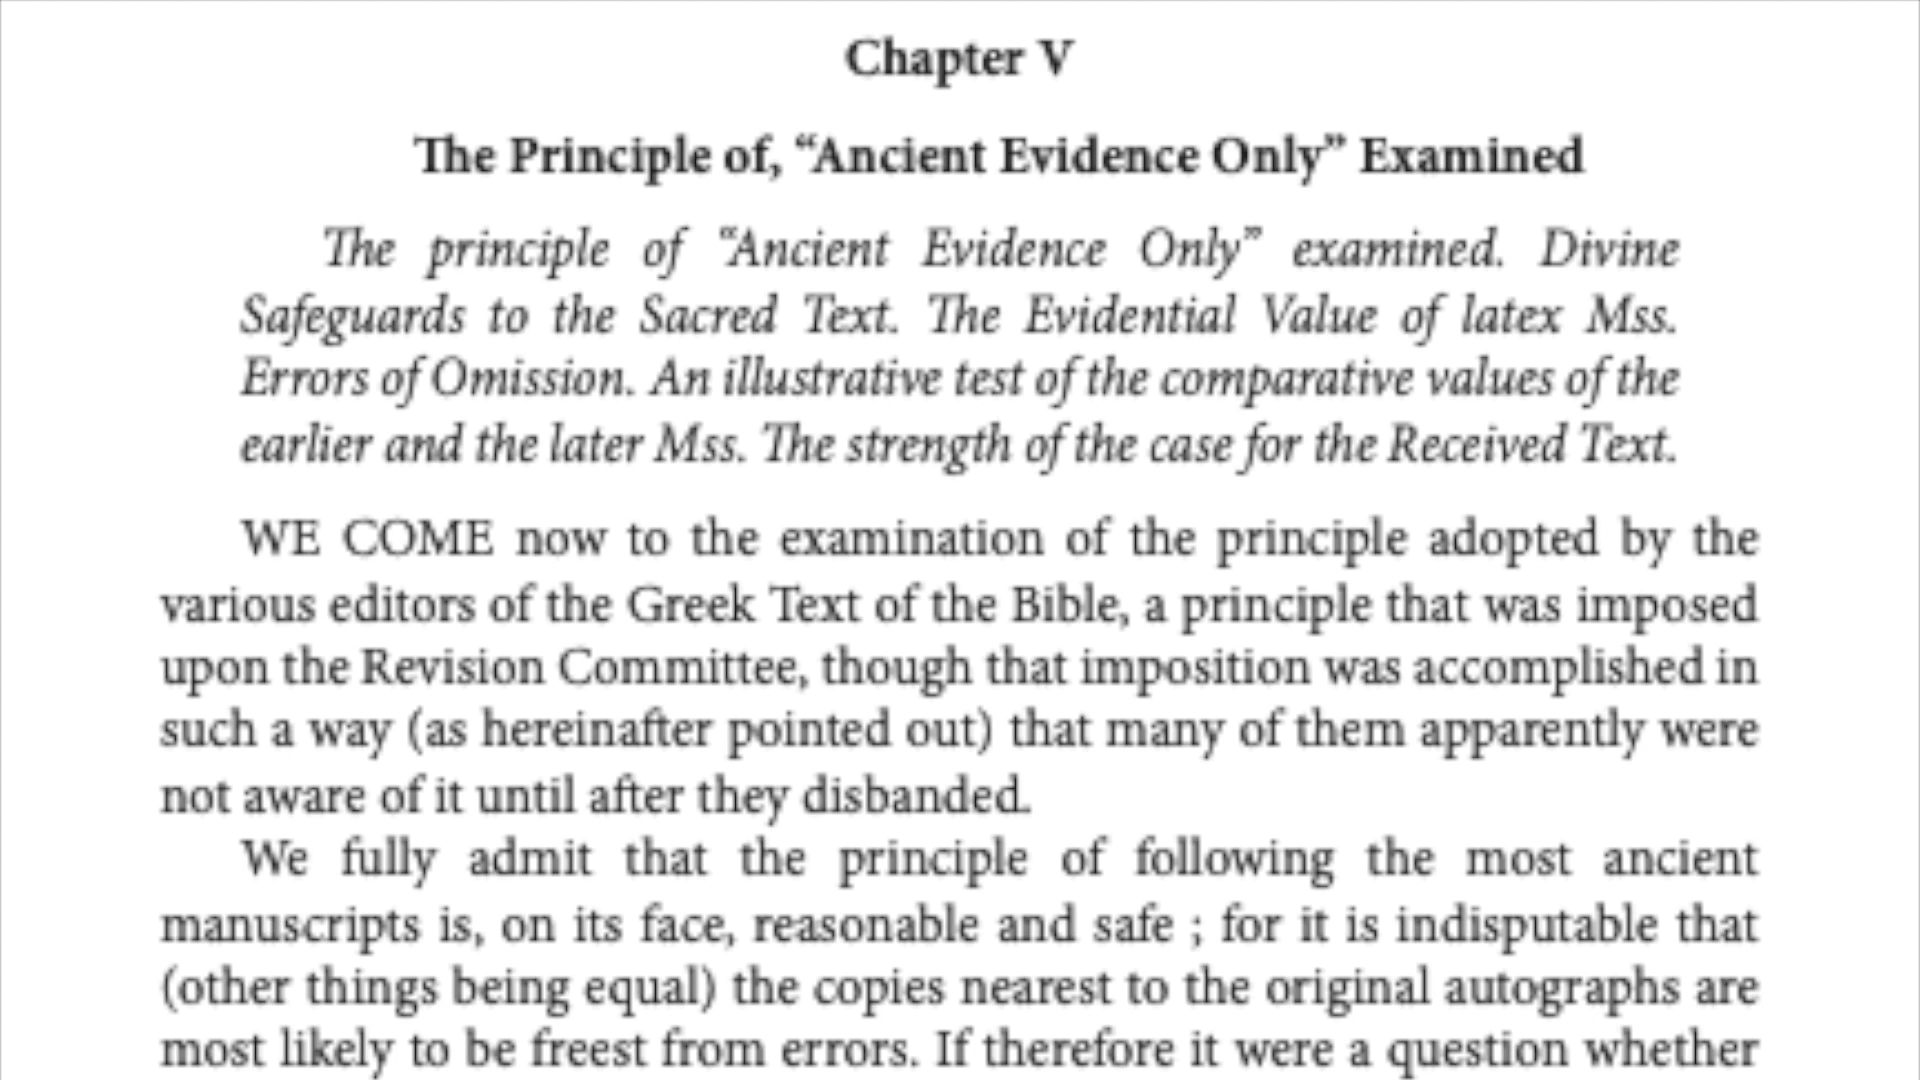 Chapter V
The Principle of, “Ancient Evidence Only” Examined
The principle of “Ancient Evidence Only” examined. Divine
Safeguards to the Sacred Text. The Evidential Value of latex Mss.
Errors of Omission. An illustrative test of the comparative values of the
earlier and the later Mss. The strength of the case for the Received Text.
WE COME now to the examination of the principle adopted by the
various editors of the Greek Text of the Bible, a principle that was imposed
upon the Revision Committee, though that imposition was accomplished in
such a way (as hereinafter pointed out) that many of them apparently were
not aware of it until after they disbanded.
We fully admit that the principle of following the most ancient
manuscripts is, on its face, reasonable and safe ; for it is indisputable that
(other things being equal) the copies nearest to the original autographs are
most likely to be freest from errors. If therefore it were a question whether